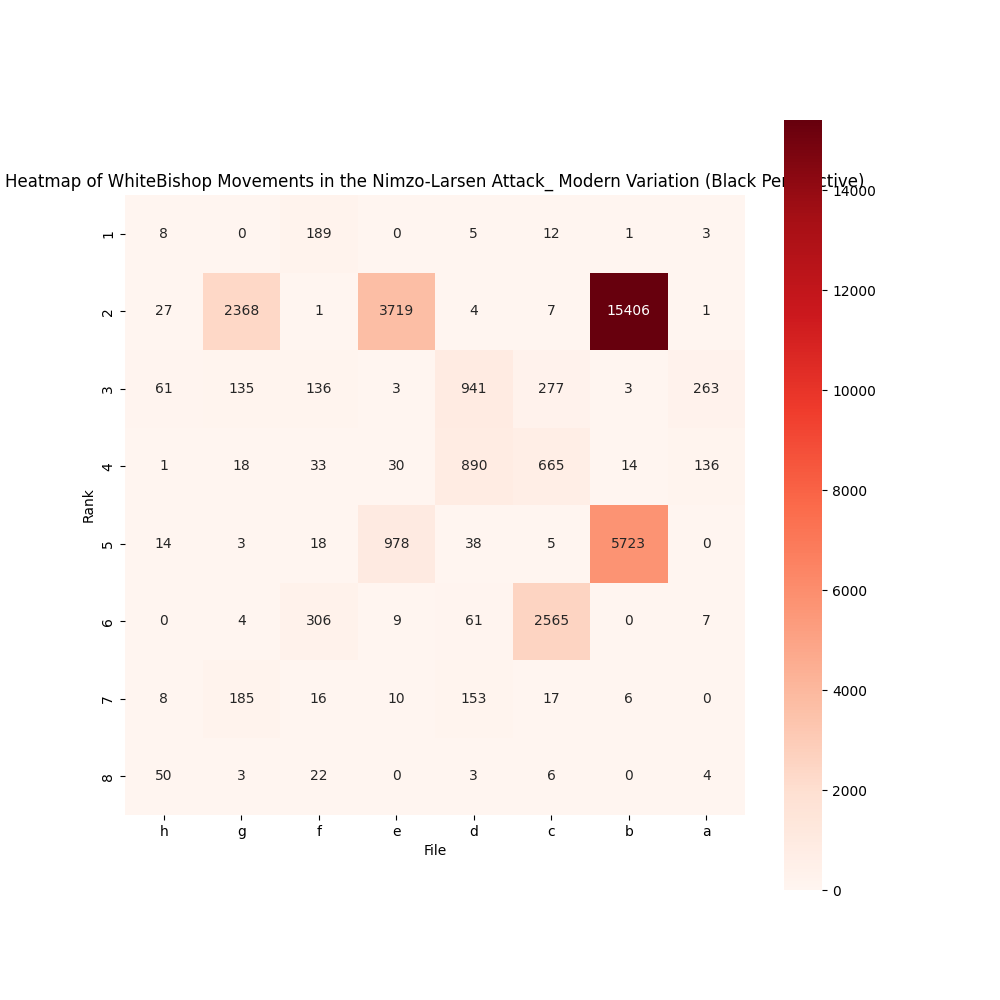 Heatmap of WhiteBishop Movements in the Nimzo-Larsen Attack_ Modern Variation (Black Perspective)
14000
1 8 0 189 0 5 12 1 3
12000
2 27 2368 1 3719 4 7 15406 1
10000
3 61 135 136 3 941 277 3 263
8000
4 1 18 33 30 890 665 14 136
Rank
6000
5 14 3 18 978 38 5 5723 0
6 0 4 306 9 61 2565 0 7
4000
7 8 185 16 10 153 17 6 0
8 50 3 22 0 3 6 0 4
2000
h g f e d c b a
File
0